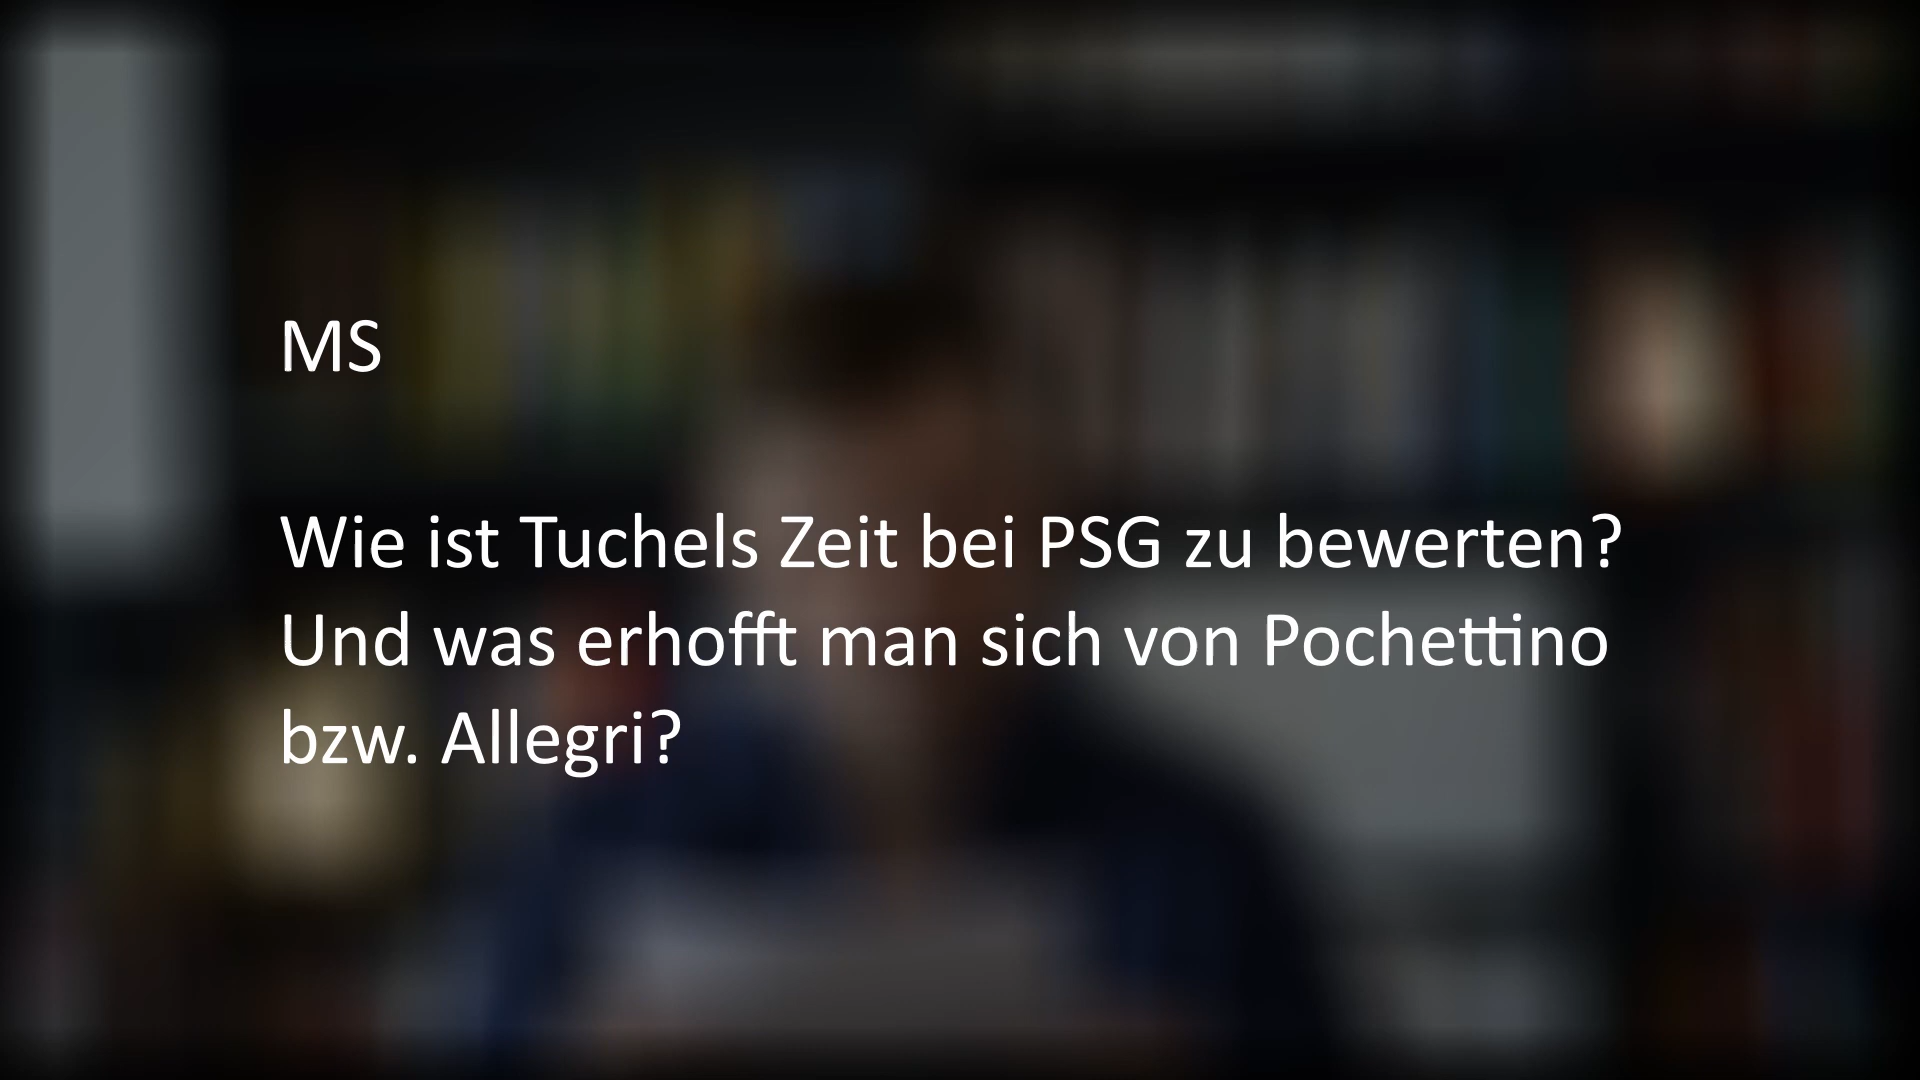 MS
Wie ist Tuchels Zeit bei PSG zu bewerten?
Und was erhofft man sich von Pochettino
bzw. Allegri?